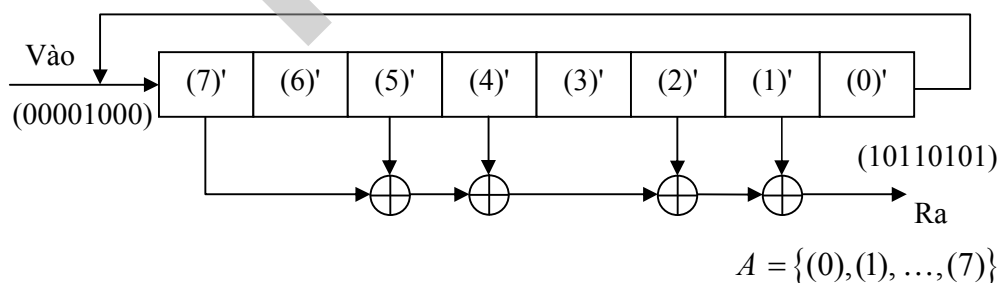 Vào
(7)' (6)' (5)' (4)' (3)' (2)' (1)' (0)'
(00001000)
(10110101)
Ra
A = {(0),(1), …,(7)}